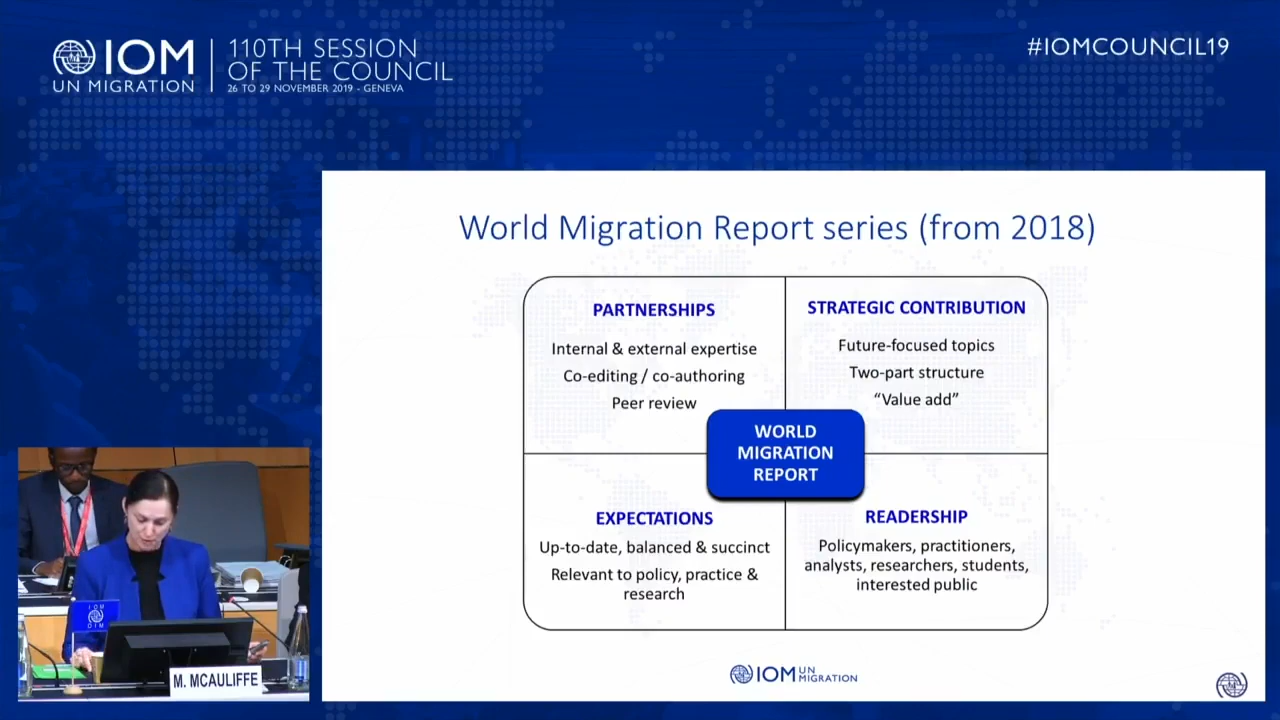 IOM
UN MIGRATION
110TH SESSION
OF THE COUNCIL
26 TO 29 NOVEMBER 2019 - GENEVA
#IOMCOUNCIL19
World Migration Report series (from 2018)
PARTNERSHIPS
Internal & external expertise
Co-editing / co-authoring
Peer review
STRATEGIC CONTRIBUTION
Future-focused topics
Two-part structure
“Value add”
WORLD
MIGRATION
REPORT
EXPECTATIONS
Up-to-date, balanced & succinct
Relevant to policy, practice &
research
READERSHIP
Policymakers, practitioners,
analysts, researchers, students,
interested public
IOM UN
MIGRATION
IOM
OIM
M. MCAULIFFE